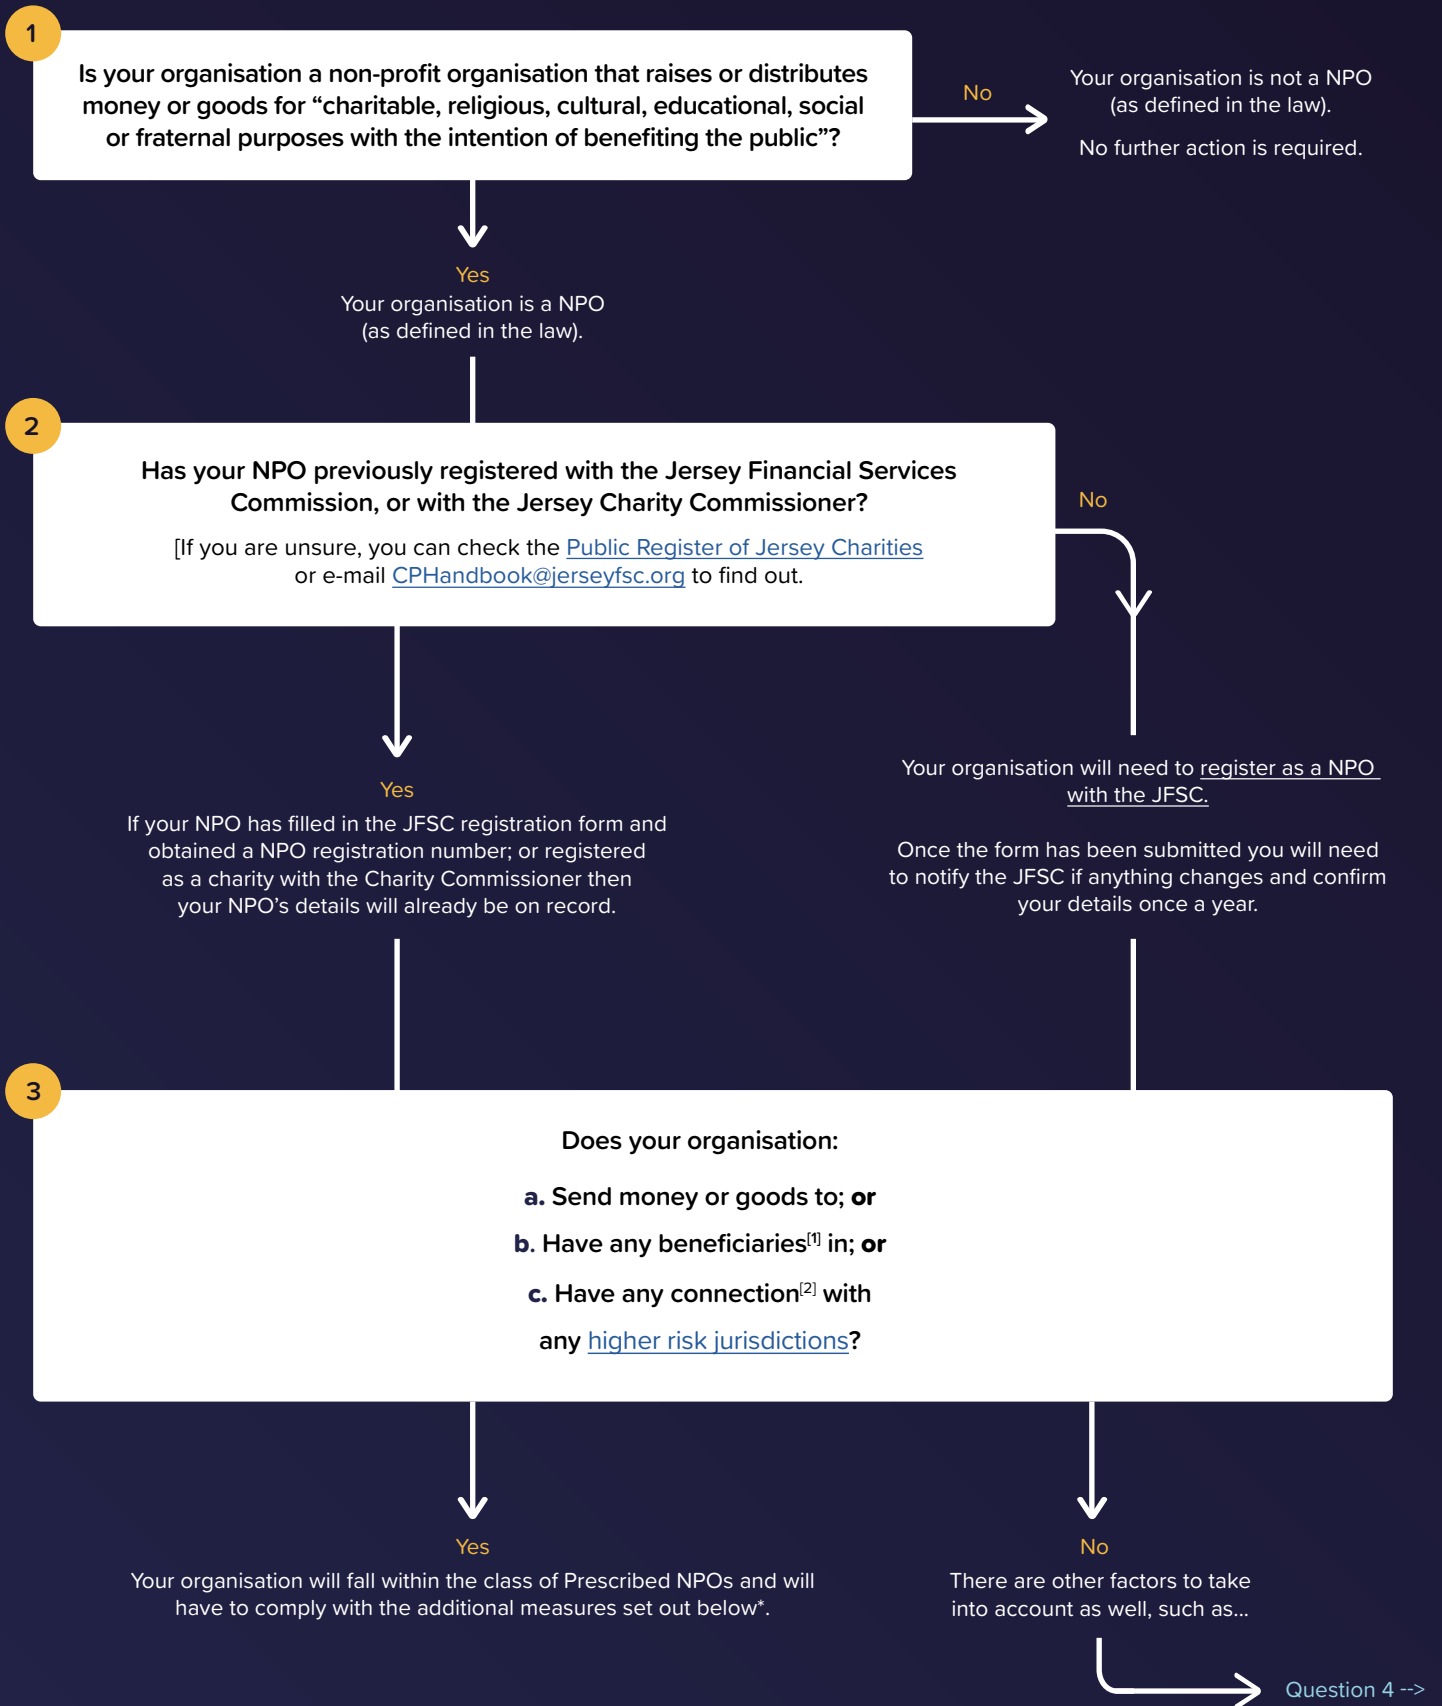 1
Is your organisation a non-profit organisation that raises or distributes
money or goods for “charitable, religious, cultural, educational, social
or fraternal purposes with the intention of benefiting the public”?
No
Your organisation is not a NPO
(as defined in the law).
No further action is required.
Yes
Your organisation is a NPO
(as defined in the law).
2
Has your NPO previously registered with the Jersey Financial Services
Commission, or with the Jersey Charity Commissioner?
[If you are unsure, you can check the Public Register of Jersey Charities
or e-mail CPHandbook@jerseyfsc.org to find out.
No
Yes
If your NPO has filled in the JFSC registration form and
obtained a NPO registration number; or registered
as a charity with the Charity Commissioner then
your NPO’s details will already be on record.
Your organisation will need to register as a NPO
with the JFSC.
Once the form has been submitted you will need
to notify the JFSC if anything changes and confirm
your details once a year.
3
Does your organisation:
a. Send money or goods to; or
b. Have any beneficiaries[1] in; or
c. Have any connection[2] with
any higher risk jurisdictions?
Yes
Your organisation will fall within the class of Prescribed NPOs and will
have to comply with the additional measures set out below*.
No
There are other factors to take
into account as well, such as...
Question 4 -->